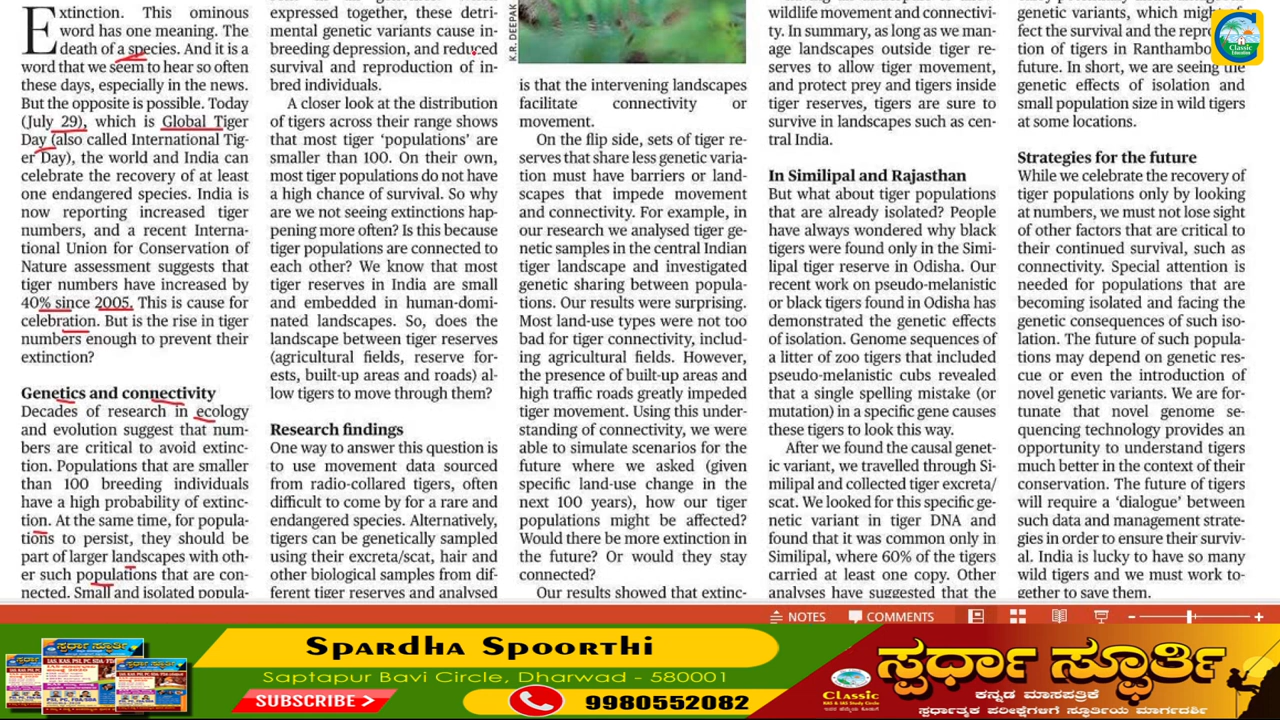 Extinction. This ominous
word has one meaning. The
death of a species. And it is a
word that we seem to hear so often
these days, especially in the news.
But the opposite is possible. Today
(July 29), which is Global Tiger
Day (also called International Tig-
er Day), the world and India can
celebrate the recovery of at least
one endangered species. India is
now reporting increased tiger
numbers, and a recent Interna-
tional Union for Conservation of
Nature assessment suggests that
tiger numbers have increased by
40% since 2005. This is cause for
celebration. But is the rise in tiger
numbers enough to prevent their
extinction?
Genetics and connectivity
Decades of research in ecology
and evolution suggest that num-
bers are critical to avoid extinc-
tion. Populations that are smaller
than 100 breeding individuals
have a high probability of extinc-
tion. At the same time, for popula-
tions to persist, they should be
part of larger landscapes with oth-
er such populations that are con-
nected. Small and isolated popula-
expressed together, these detri-
mental genetic variants cause in-
breeding depression, and reduced
survival and reproduction of in-
bred individuals.
A closer look at the distribution
of tigers across their range shows
that most tiger ‘populations’ are
smaller than 100. On their own,
most tiger populations do not have
a high chance of survival. So why
are we not seeing extinctions hap-
pening more often? Is this because
tiger populations are connected to
each other? We know that most
tiger reserves in India are small
and embedded in human-domi-
nated landscapes. So, does the
landscape between tiger reserves
(agricultural fields, reserve for-
ests, built-up areas and roads) al-
low tigers to move through them?
Research findings
One way to answer this question is
to use movement data sourced
from radio-collared tigers, often
difficult to come by for a rare and
endangered species. Alternatively,
tigers can be genetically sampled
using their excreta/scat, hair and
other biological samples from dif-
ferent tiger reserves and analysed
K.R. DEEPAK
is that the intervening landscapes
facilitate connectivity or
movement.
On the flip side, sets of tiger re-
serves that share less genetic varia-
tion must have barriers or land-
scapes that impede movement
and connectivity. For example, in
our research we analysed tiger ge-
netic samples in the central Indian
tiger landscape and investigated
genetic sharing between popula-
tions. Our results were surprising.
Most land-use types were not too
bad for tiger connectivity, includ-
ing agricultural fields. However,
the presence of built-up areas and
high traffic roads greatly impeded
tiger movement. Using this under-
standing of connectivity, we were
able to simulate scenarios for the
future where we asked (given
specific land-use change in the
next 100 years), how our tiger
populations might be affected?
Would there be more extinction in
the future? Or would they stay
connected?
Our results showed that extinc-
wildlife movement and connectivi-
ty. In summary, as long as we man-
age landscapes outside tiger re-
serves to allow tiger movement,
and protect prey and tigers inside
tiger reserves, tigers are sure to
survive in landscapes such as cen-
tral India.
In Similipal and Rajasthan
But what about tiger populations
that are already isolated? People
have always wondered why black
tigers were found only in the Simi-
lipal tiger reserve in Odisha. Our
recent work on pseudo-melanistic
or black tigers found in Odisha has
demonstrated the genetic effects
of isolation. Genome sequences of
a litter of zoo tigers that included
pseudo-melanistic cubs revealed
that a single spelling mistake (or
mutation) in a specific gene causes
these tigers to look this way.
After we found the causal genet-
ic variant, we travelled through Si-
milipal and collected tiger excreta/
scat. We looked for this specific ge-
netic variant in tiger DNA and
found that it was common only in
Similipal, where 60% of the tigers
carried at least one copy. Other
analyses have suggested that the
genetic variants, which might
fect the survival and the repro
tion of tigers in Ranthambo
future. In short, we are seeing the
genetic effects of isolation and
small population size in wild tigers
at some locations.
Strategies for the future
While we celebrate the recovery of
tiger populations only by looking
at numbers, we must not lose sight
of other factors that are critical to
their continued survival, such as
connectivity. Special attention is
needed for populations that are
becoming isolated and facing the
genetic consequences of such iso-
lation. The future of such popula-
tions may depend on genetic res-
cue or even the introduction of
novel genetic variants. We are for-
tunate that novel genome se-
quencing technology provides an
opportunity to understand tigers
much better in the context of their
conservation. The future of tigers
will require a ‘dialogue’ between
such data and management strate-
gies in order to ensure their surviv-
al. India is lucky to have so many
wild tigers and we must work to-
gether to save them.
Classic
Education
NOTES COMMENTS
Spardha Spoorthi
Saptapur Bavi Circle, Dharwad - 580001
SUBSCRIBE
9980552082
Classic
ಸ್ಪರ್ಧಾ ಸ್ಪೂರ್ತಿ
ಕನ್ನಡ ಮಾಸಪತ್ರಿಕೆ
ಸ್ಪರ್ಧಾತ್ಮಕ ಪರೀಕ್ಷೆಗಳಿಗೆ ಸ್ಪೂರ್ತಿಯ ಮಾರ್ಗದರ್ಶಿ